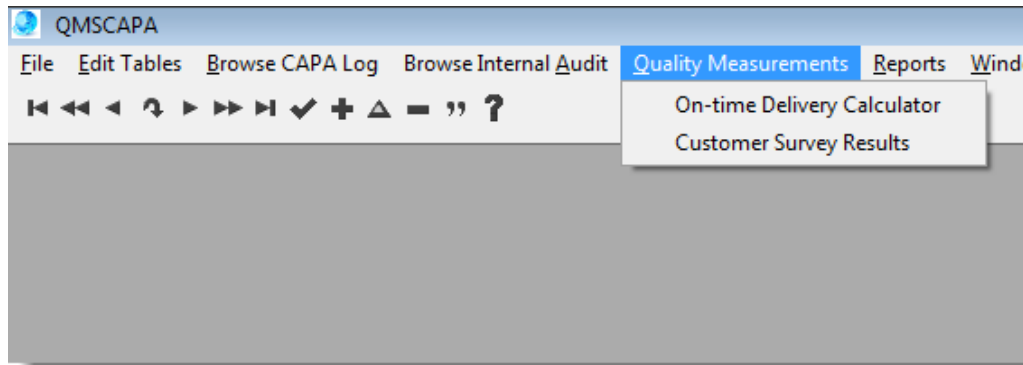 QMSCAPA
File Edit Tables Browse CAPA Log Browse Internal Audit Quality Measurements Reports Wind
On-time Delivery Calculator
Customer Survey Results